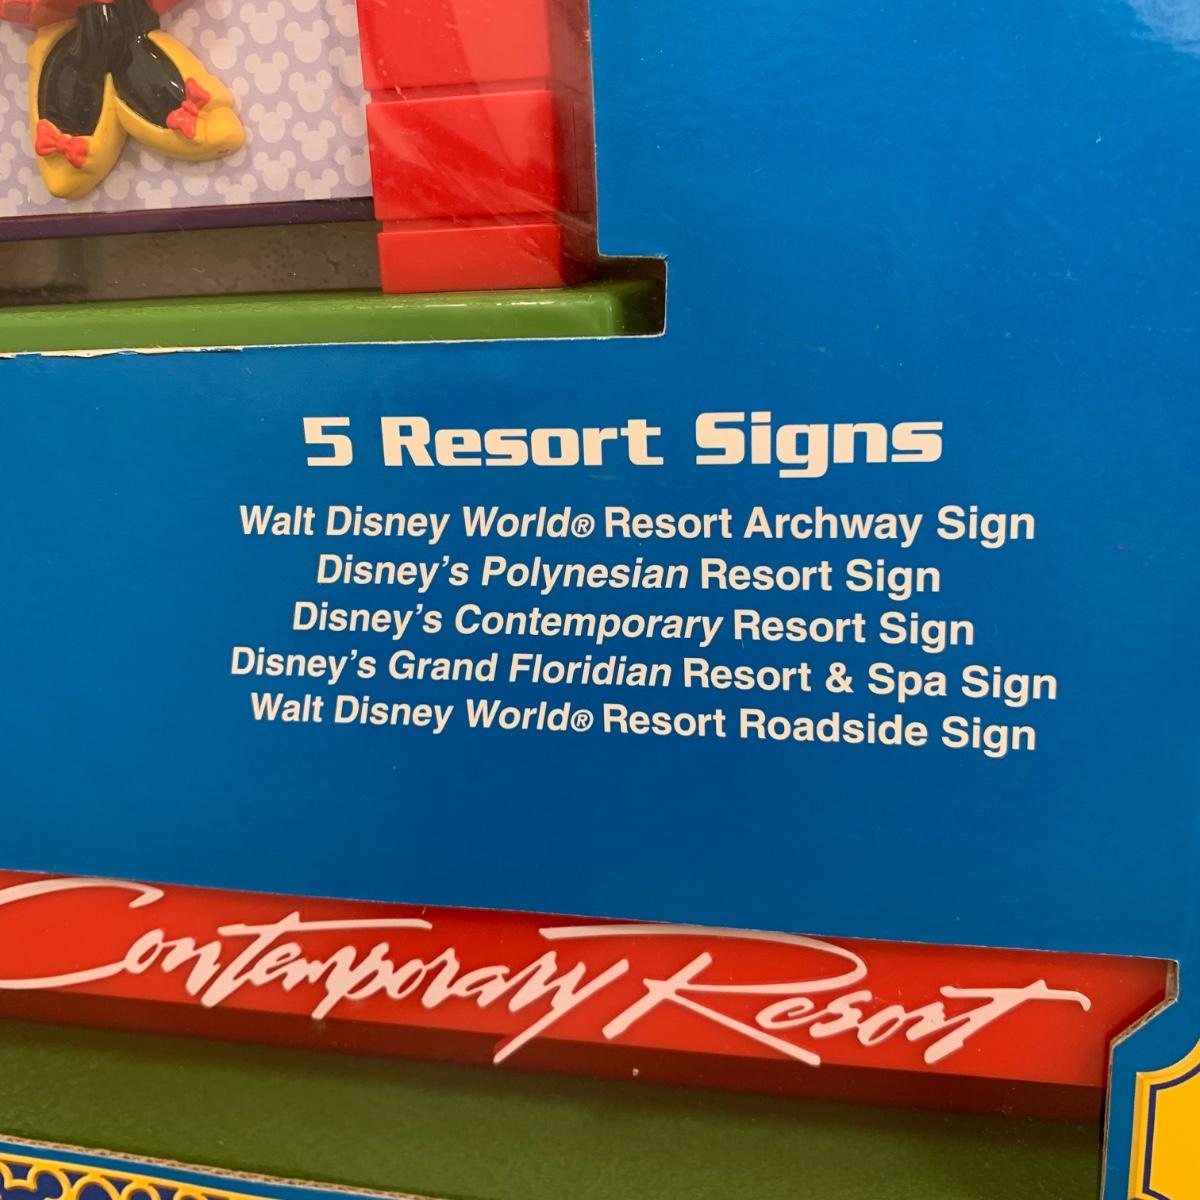 5 Resort Signs
Walt Disney World® Resort Archway Sign
Disney's Polynesian Resort Sign
Disney's Contemporary Resort Sign
Disney's Grand Floridian Resort & Spa Sign
Walt Disney World® Resort Roadside Sign
Contemporary Resort